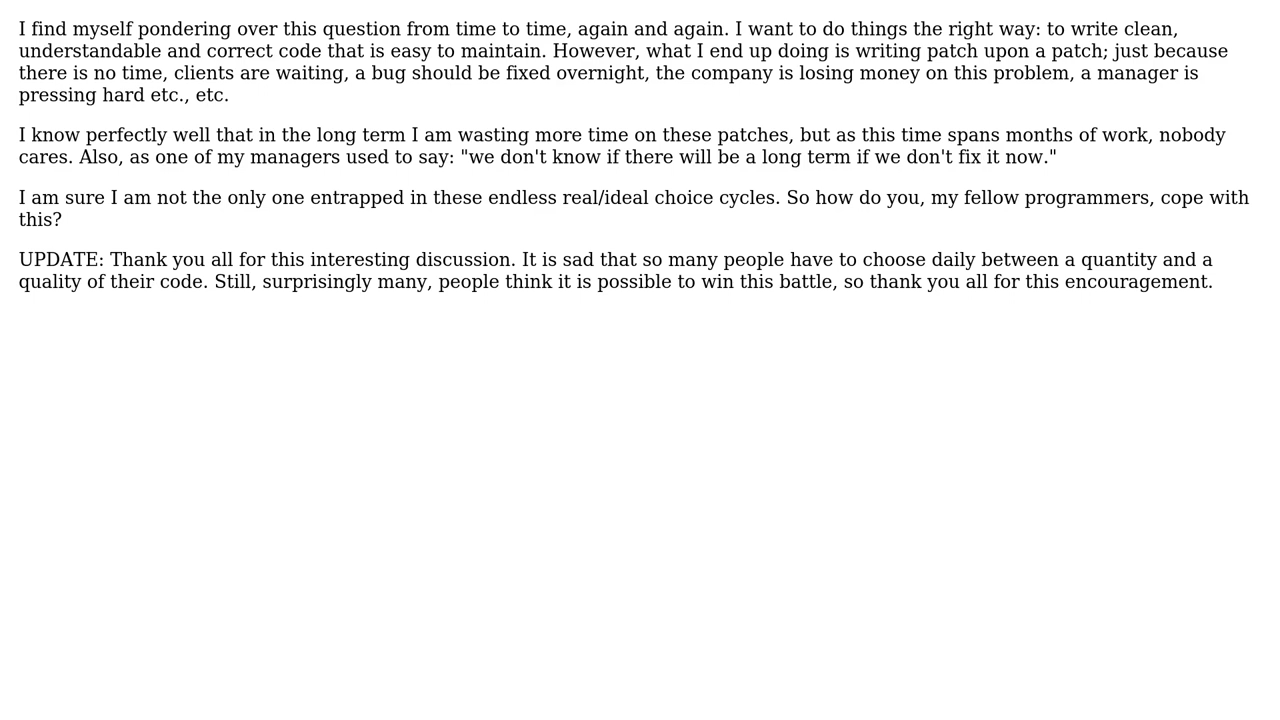 I find myself pondering over this question from time to time, again and again. I want to do things the right way: to write clean,
understandable and correct code that is easy to maintain. However, what I end up doing is writing patch upon a patch; just because
there is no time, clients are waiting, a bug should be fixed overnight, the company is losing money on this problem, a manager is
pressing hard etc., etc.
I know perfectly well that in the long term I am wasting more time on these patches, but as this time spans months of work, nobody
cares. Also, as one of my managers used to say: "we don't know if there will be a long term if we don't fix it now."
I am sure I am not the only one entrapped in these endless real/ideal choice cycles. So how do you, my fellow programmers, cope with
this?
UPDATE: Thank you all for this interesting discussion. It is sad that so many people have to choose daily between a quantity and a
quality of their code. Still, surprisingly many, people think it is possible to win this battle, so thank you all for this encouragement.